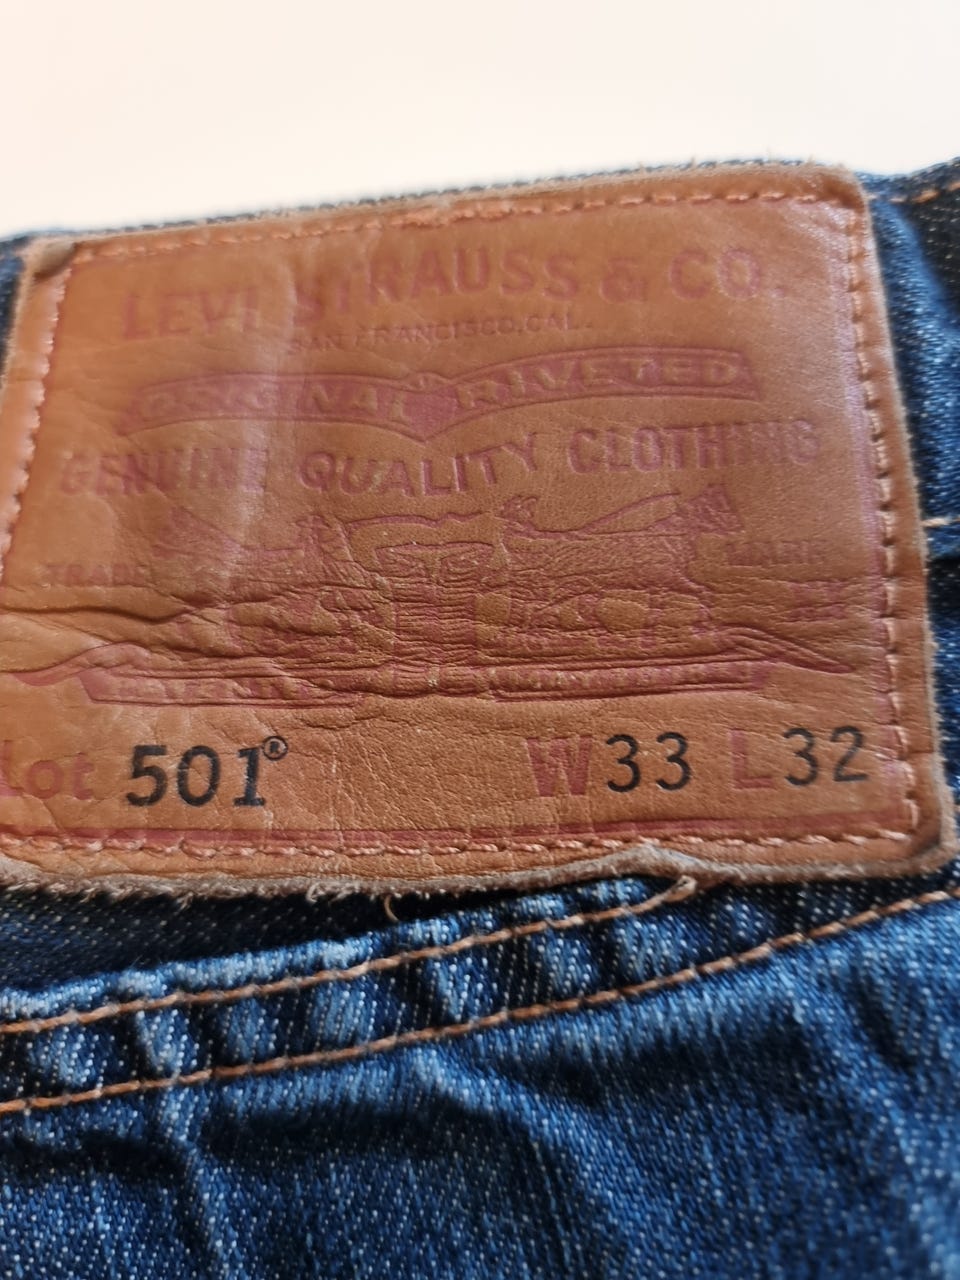 LEVI STRAUSS & CO.
SAN FRANCISCO, CAL.
ORIGINAL RIVETED
GENUINE QUALITY CLOTHING
TRADE MARK
Lot 501® W33 L32